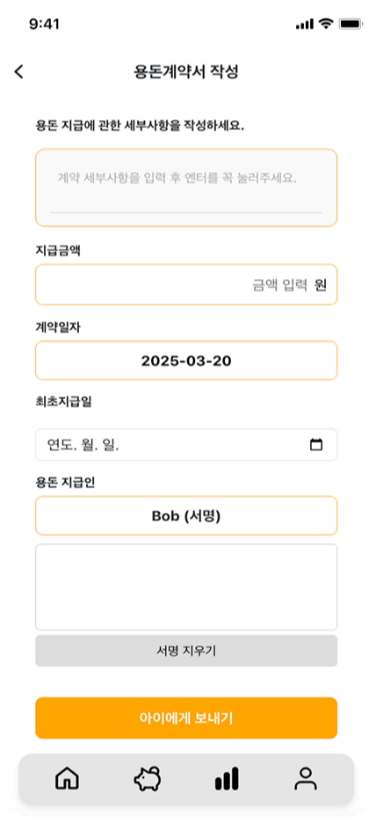 9:41
용돈계약서 작성
용돈 지급에 관한 세부사항을 작성하세요.
계약 세부사항을 입력 후 엔터를 꼭 눌러주세요.
지급금액
금액 입력 원
계약일자
2025-03-20
최초지급일
연도. 월. 일.
용돈 지급인
Bob (서명)
서명 지우기
아이에게 보내기